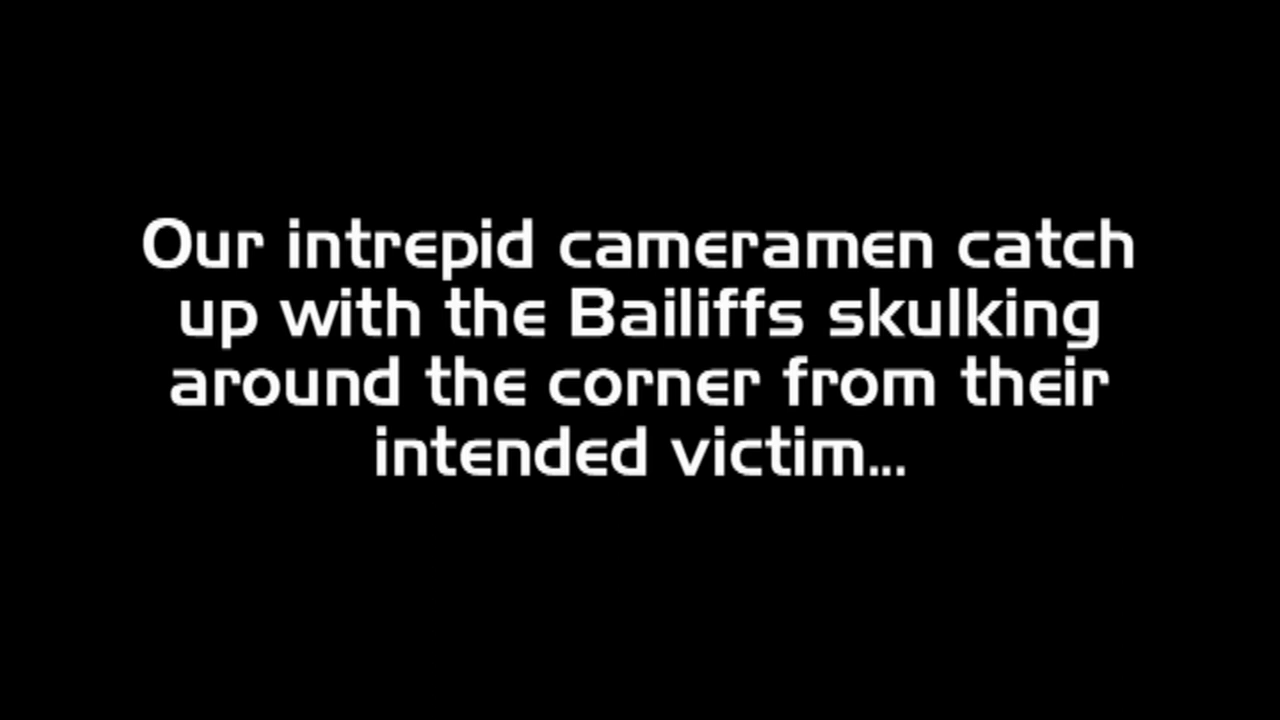 Our intrepid cameramen catch
up with the Bailiffs skulking
around the corner from their
intended victim...